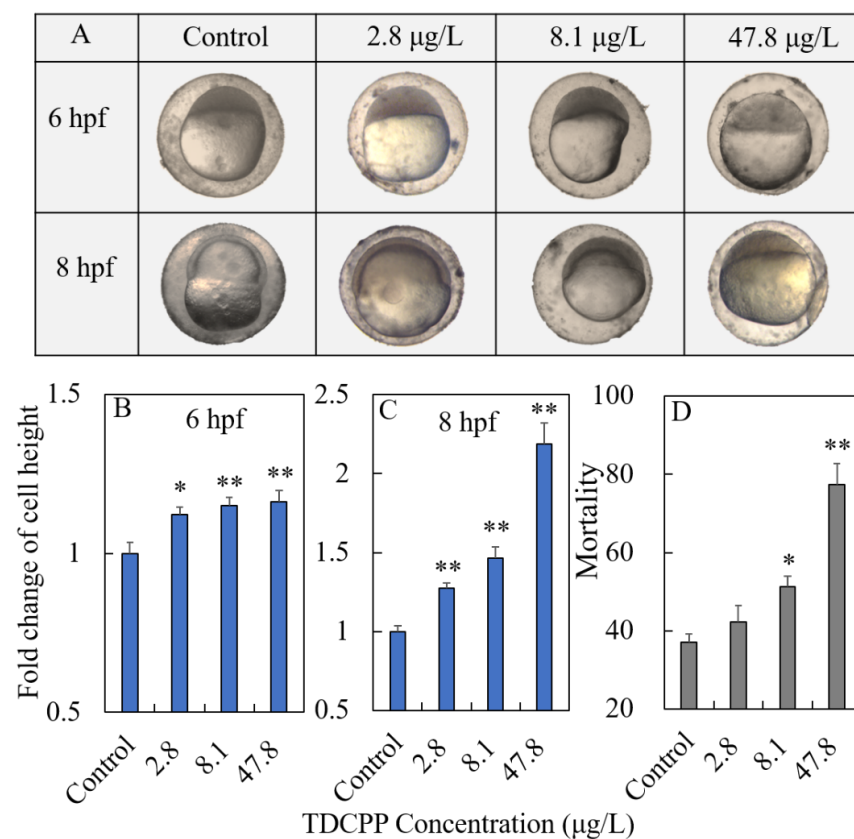 A Control 2.8 μg/L 8.1 μg/L 47.8 μg/L
6 hpf
8 hpf
B
6 hpf
Fold change of cell height
1.5
1
0.5
*
**
**
Control
2.8
8.1
47.8
C
8 hpf
2.5
2
1.5
1
0.5
**
**
**
Control
2.8
8.1
47.8
D
Mortality
100
80
60
40
20
*
**
Control
2.8
8.1
47.8
TDCPP Concentration (μg/L)